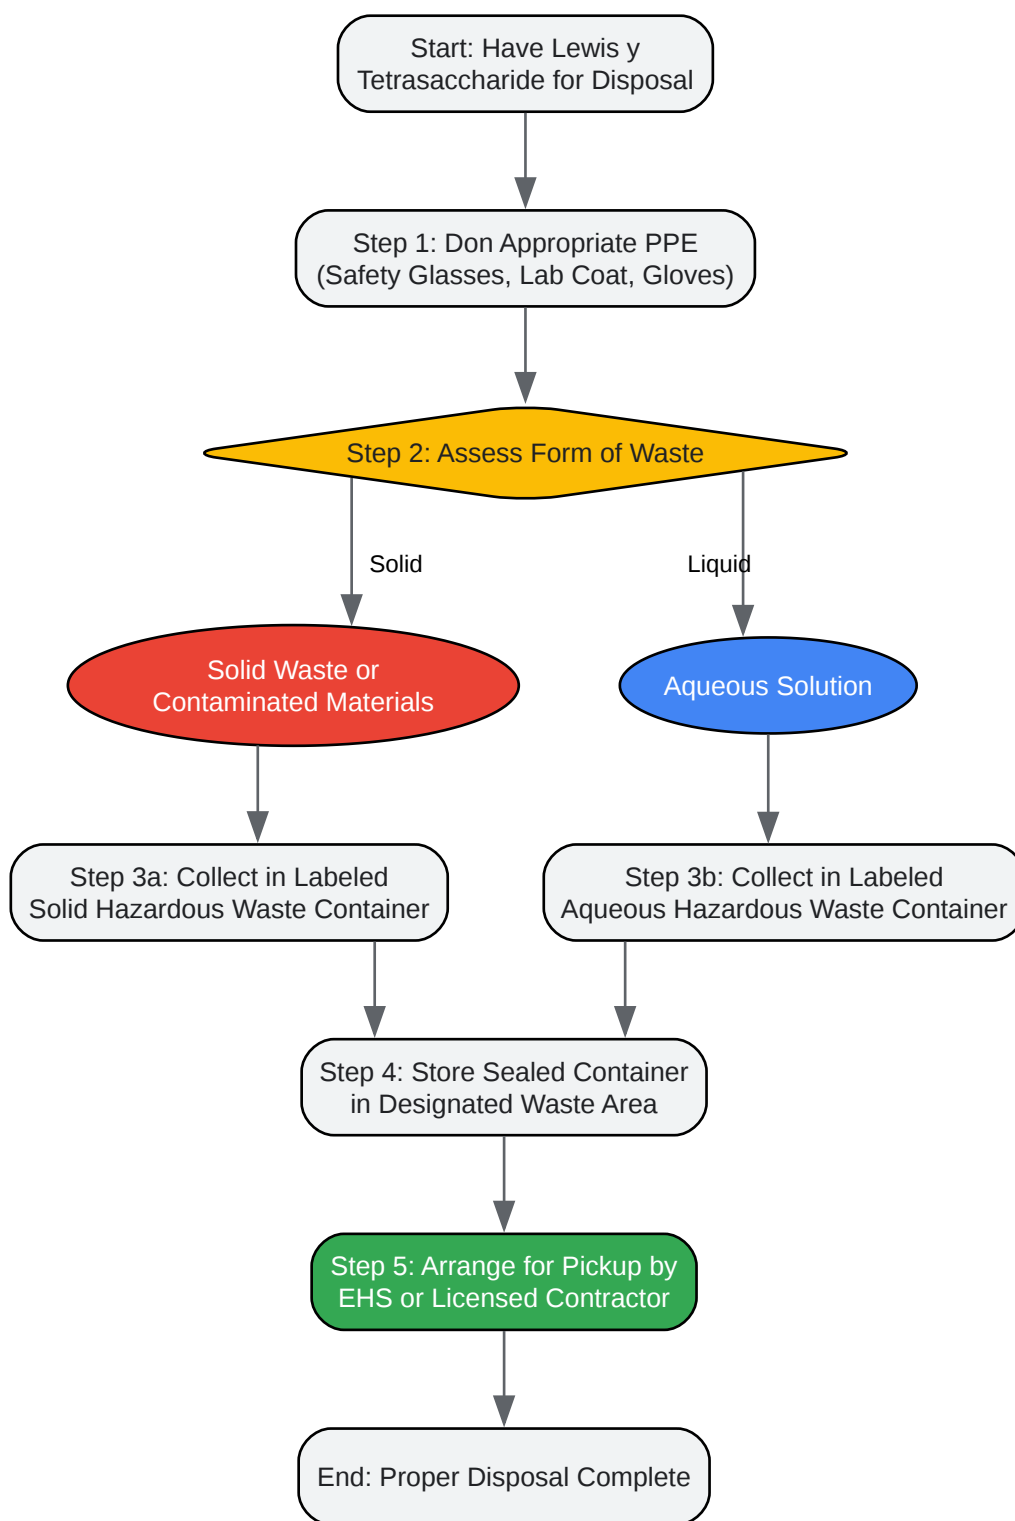 Start: Have Lewis y
Tetrasaccharide for Disposal
Step 1: Don Appropriate PPE
(Safety Glasses, Lab Coat, Gloves)
Step 2: Assess Form of Waste
Solid
Liquid
Solid Waste or
Contaminated Materials
Aqueous Solution
Step 3a: Collect in Labeled
Solid Hazardous Waste Container
Step 3b: Collect in Labeled
Aqueous Hazardous Waste Container
Step 4: Store Sealed Container
in Designated Waste Area
Step 5: Arrange for Pickup by
EHS or Licensed Contractor
End: Proper Disposal Complete